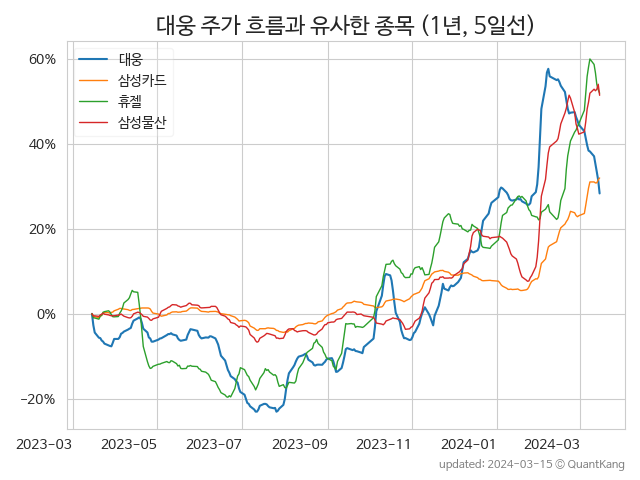 대웅 주가 흐름과 유사한 종목 (1년, 5일선)
대웅
삼성카드
휴젤
삼성물산
60%
40%
20%
0%
−20%
2023-03
2023-05
2023-07
2023-09
2023-11
2024-01
2024-03
updated: 2024-03-15 © QuantKang